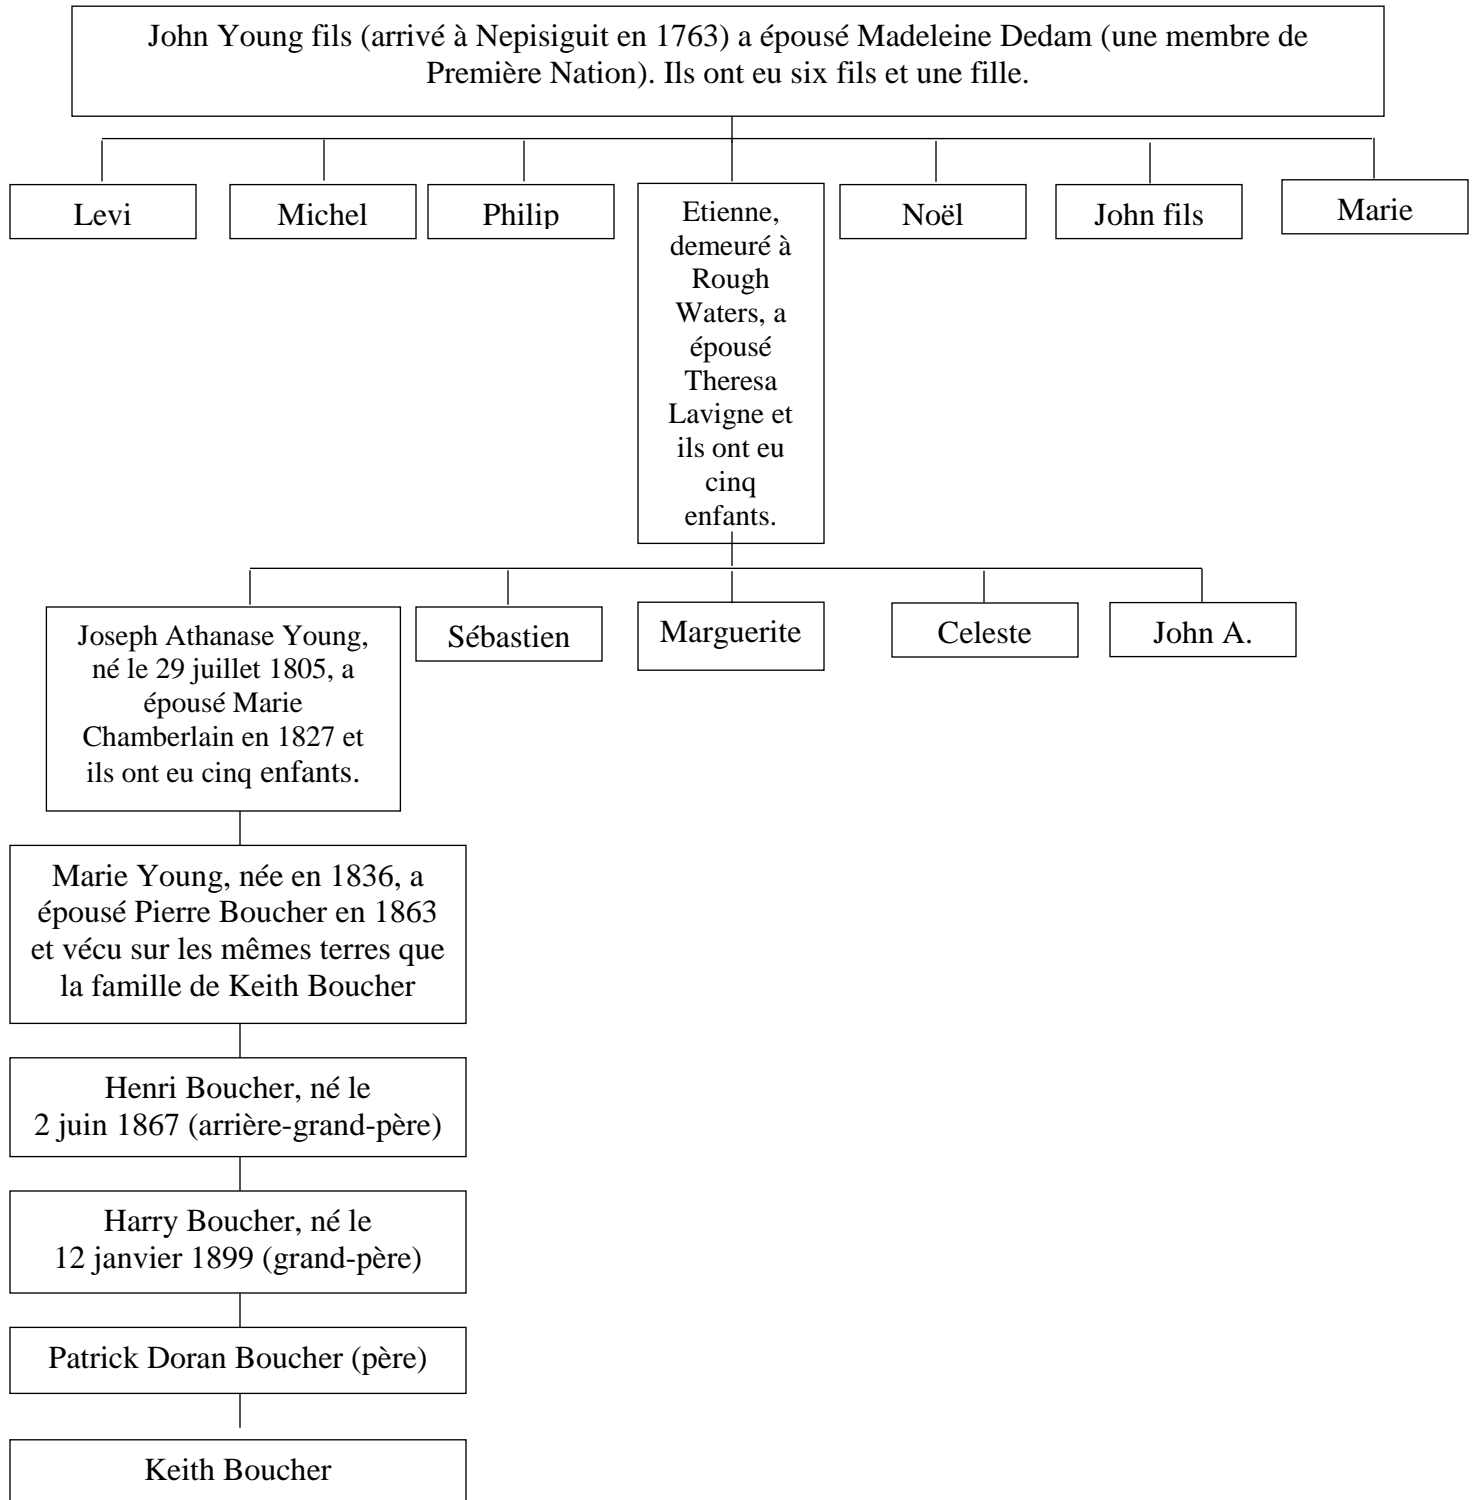 John Young fils (arrivé à Nepisiguit en 1763) a épousé Madeleine Dedam (une membre de
Première Nation). Ils ont eu six fils et une fille.
Levi
Michel
Philip
Etienne,
demeuré à
Rough
Waters, a
épousé
Theresa
Lavigne et
ils ont eu
cinq
enfants.
Noël
John fils
Marie
Joseph Athanase Young,
né le 29 juillet 1805, a
épousé Marie
Chamberlain en 1827 et
ils ont eu cinq enfants.
Sébastien
Marguerite
Celeste
John A.
Marie Young, née en 1836, a
épousé Pierre Boucher en 1863
et vécu sur les mêmes terres que
la famille de Keith Boucher
Henri Boucher, né le
2 juin 1867 (arrière-grand-père)
Harry Boucher, né le
12 janvier 1899 (grand-père)
Patrick Doran Boucher (père)
Keith Boucher